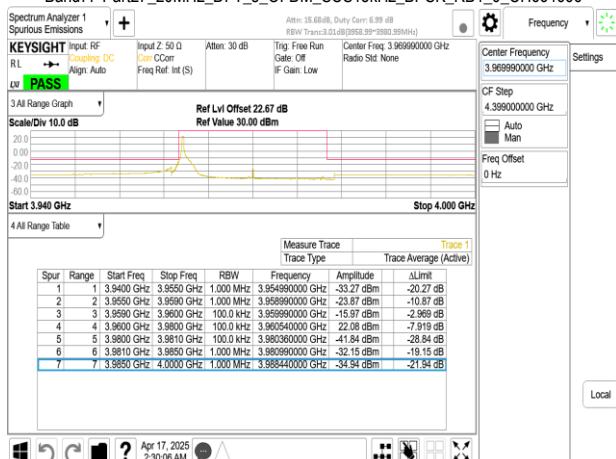 Spectrum Analyzer 1
Spurious Emissions
Attn: 15.68dB, Duty Corr: 6.99 dB
RBW Trans:3.01dB(3958.99~3980.99MHz)
Frequency
KEYSIGHT
RL
PASS
Input: RF
Coupling: DC
Align: Auto
Input Z: 50 Ω
Corr CCorr
Freq Ref: Int (S)
Atten: 30 dB
Trig: Free Run
Gate: Off
IF Gain: Low
Center Freq: 3.969990000 GHz
Radio Std: None
Center Frequency
3.969990000 GHz
Settings
CF Step
4.399000000 GHz
Auto
Man
Freq Offset
0 Hz
3 All Range Graph
Scale/Div 10.0 dB
Ref Lvl Offset 22.67 dB
Ref Value 30.00 dBm
20.0
0.00
-20.0
-40.0
-60.0
Start 3.940 GHz
Stop 4.000 GHz
4 All Range Table
Measure Trace Trace 1
Trace Type Trace Average (Active)
Spur Range Start Freq Stop Freq RBW Frequency Amplitude ΔLimit
1 1 3.9400 GHz 3.9550 GHz 1.000 MHz 3.954990000 GHz -33.27 dBm -20.27 dB
2 2 3.9550 GHz 3.9590 GHz 1.000 MHz 3.958990000 GHz -23.87 dBm -10.87 dB
3 3 3.9590 GHz 3.9600 GHz 100.0 kHz 3.959990000 GHz -15.97 dBm -2.969 dB
4 4 3.9600 GHz 3.9800 GHz 100.0 kHz 3.960540000 GHz 22.08 dBm -7.919 dB
5 5 3.9800 GHz 3.9810 GHz 100.0 kHz 3.980360000 GHz -41.84 dBm -28.84 dB
6 6 3.9810 GHz 3.9850 GHz 1.000 MHz 3.980990000 GHz -32.15 dBm -19.15 dB
7 7 3.9850 GHz 4.0000 GHz 1.000 MHz 3.988440000 GHz -34.94 dBm -21.94 dB
Local
Apr 17, 2025
2:30:06 AM